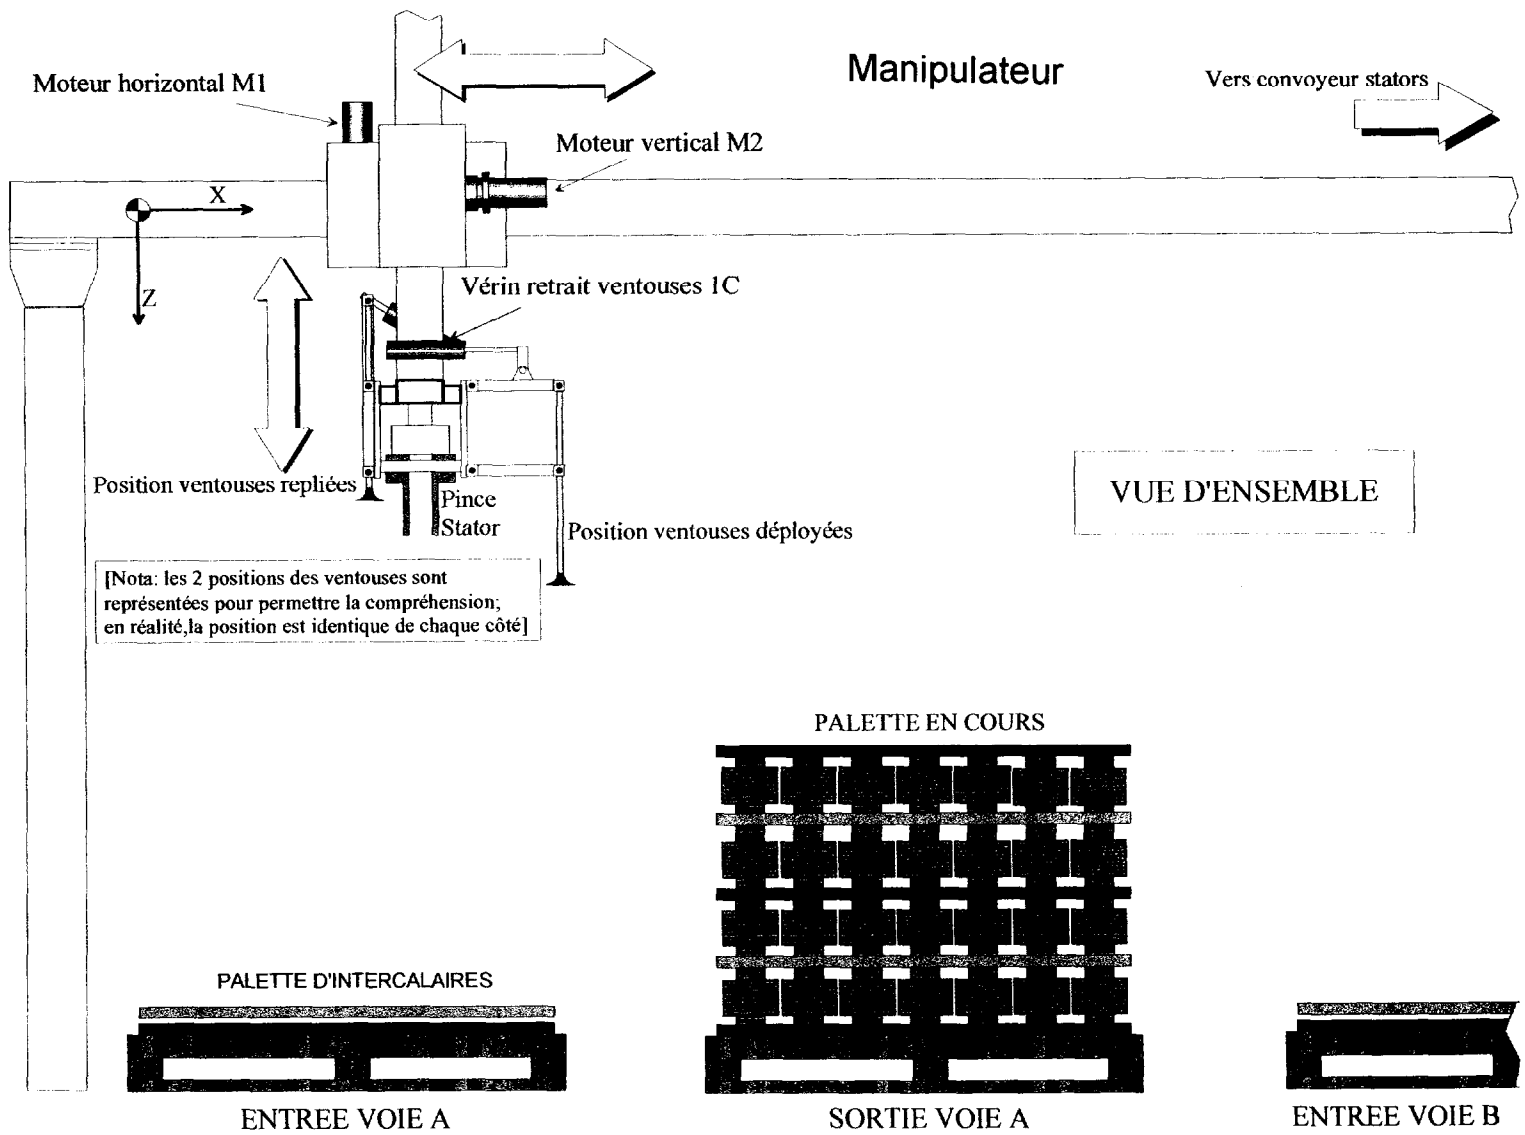 Manipulateur
Moteur horizontal M1
Vers convoyeur stators
Moteur vertical M2
X
Z
Vérin retrait ventouses 1C
Position ventouses repliées
Pince
Stator
Position ventouses déployées
VUE D'ENSEMBLE
[Nota: les 2 positions des ventouses sont
représentées pour permettre la compréhension;
en réalité,la position est identique de chaque côté]
PALETTE EN COURS
PALETTE D'INTERCALAIRES
ENTREE VOIE A
SORTIE VOIE A
ENTREE VOIE B